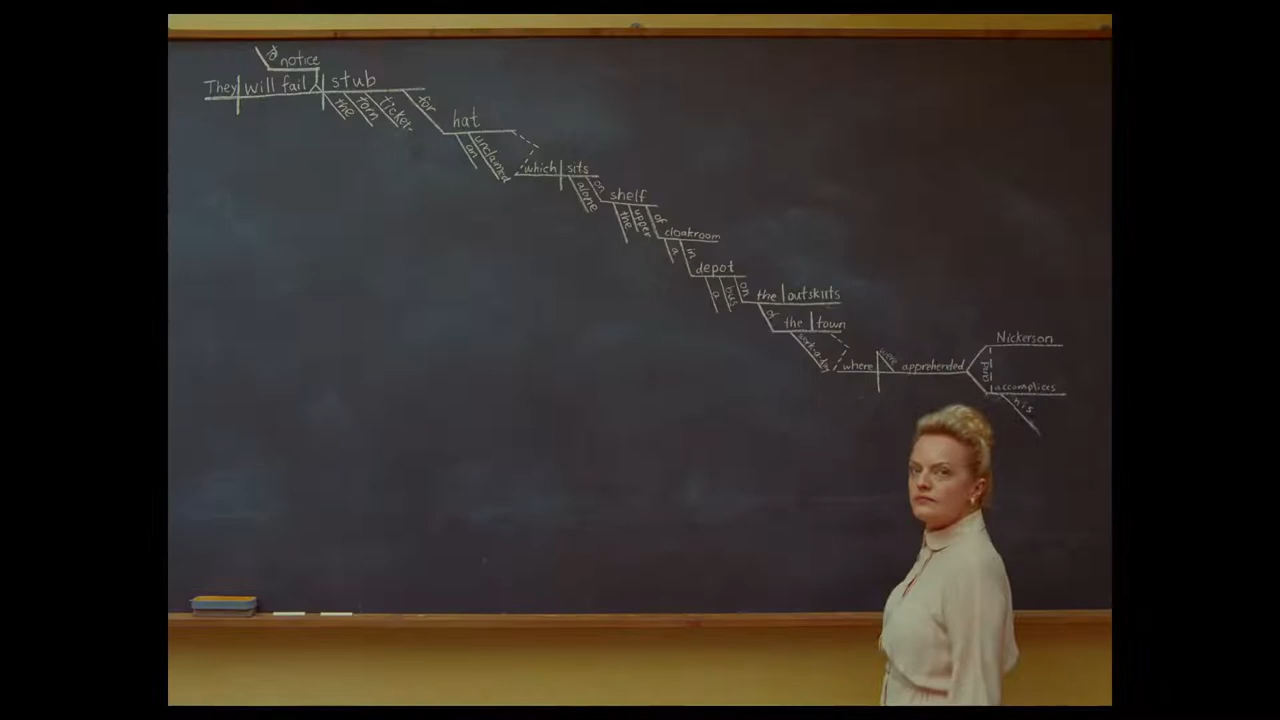 to notice
They will fail stub
the torn ticket- for
hat
an unclaimed
which sits
alone on
shelf
the upper of
cloakroom
a in
depot
a bus on
the outskirts
of
the town
where were apprehended
Nickerson
and
accomplices
his